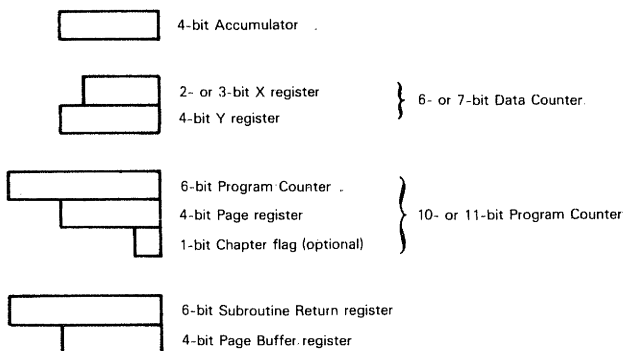 4-bit Accumulator
2- or 3-bit X register
4-bit Y register
6- or 7-bit Data Counter
6-bit Program Counter
4-bit Page register
1-bit Chapter flag (optional)
10- or 11-bit Program Counter
6-bit Subroutine Return register
4-bit Page Buffer register